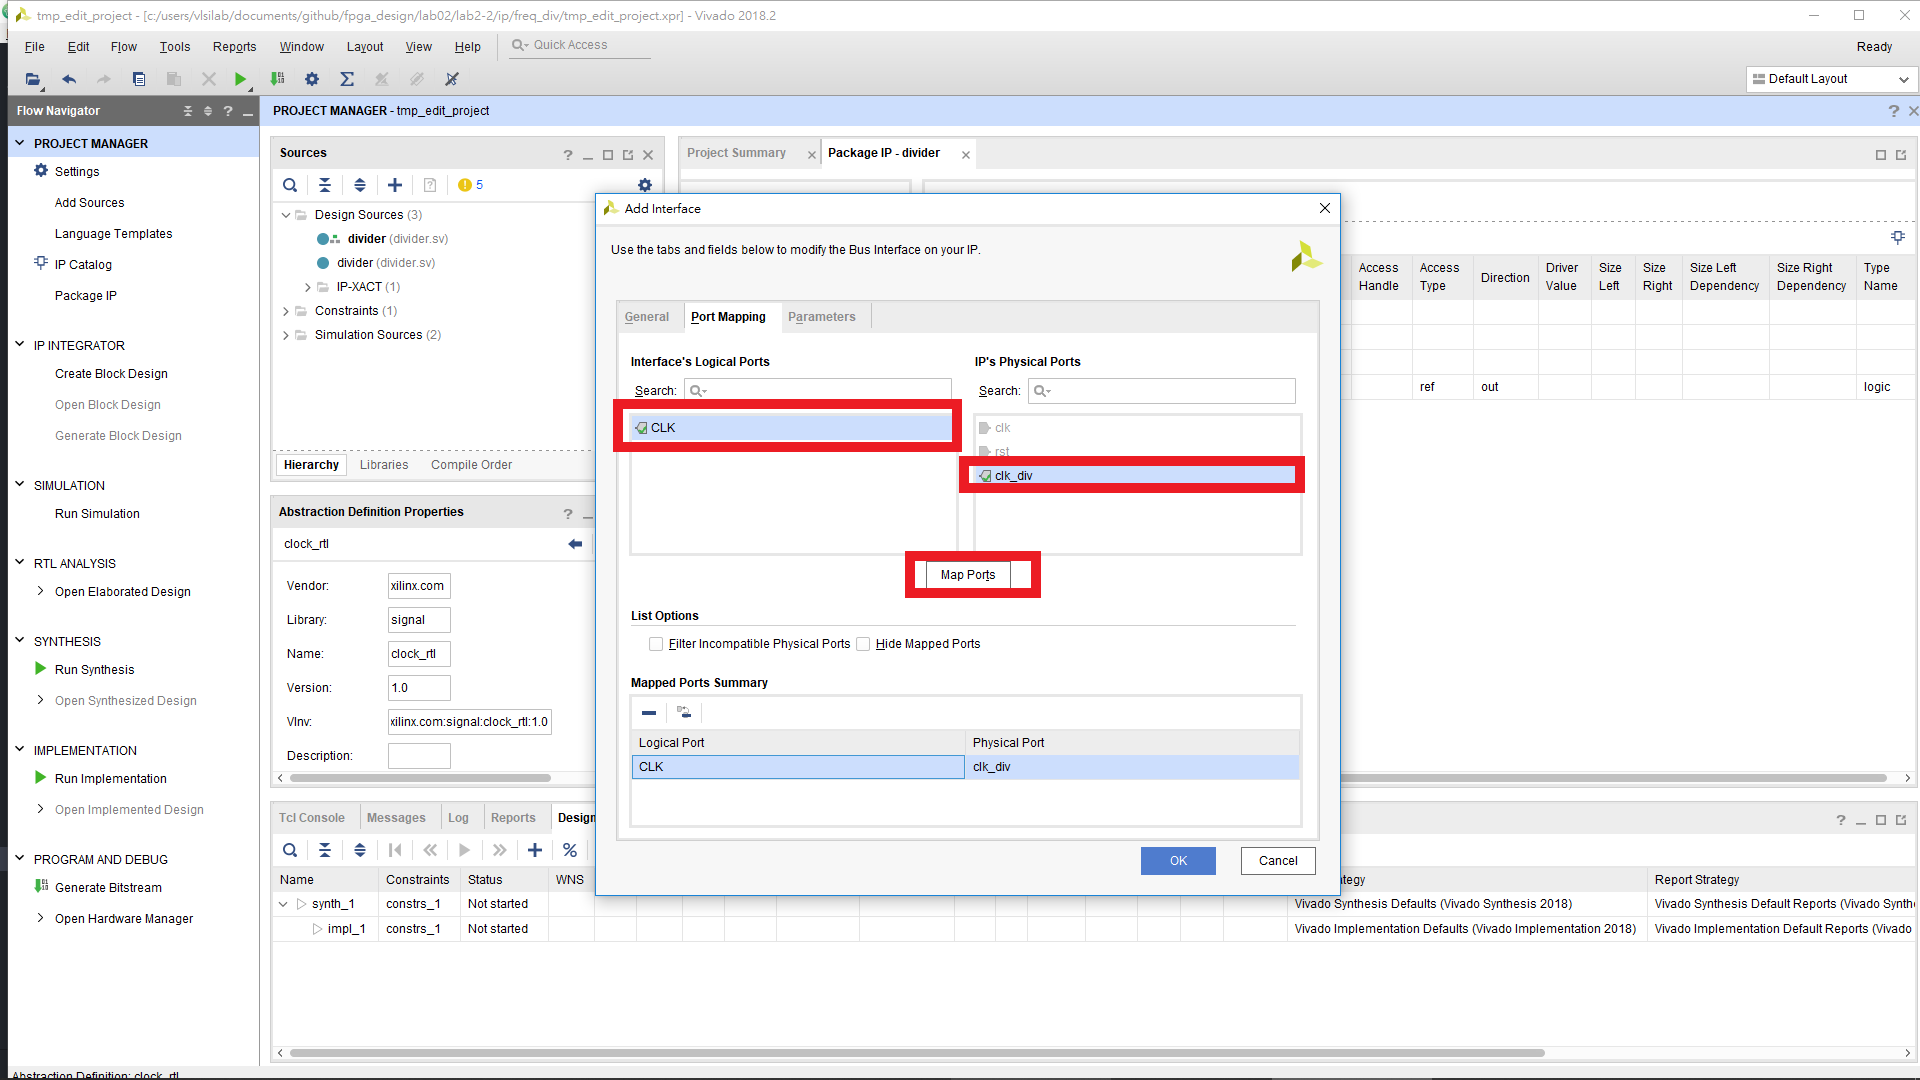 tmp_edit_project - [c:/users/vlsilab/documents/github/fpga_design/lab02/lab2-2/ip/freq_div/tmp_edit_project.xpr] - Vivado 2018.2
File Edit Flow Tools Reports Window Layout View Help Quick Access Ready
Default Layout
Flow Navigator
PROJECT MANAGER
Settings
Add Sources
Language Templates
IP Catalog
Package IP
IP INTEGRATOR
Create Block Design
Open Block Design
Generate Block Design
SIMULATION
Run Simulation
RTL ANALYSIS
Open Elaborated Design
SYNTHESIS
Run Synthesis
Open Synthesized Design
IMPLEMENTATION
Run Implementation
Open Implemented Design
PROGRAM AND DEBUG
Generate Bitstream
Open Hardware Manager
PROJECT MANAGER - tmp_edit_project
Sources
5
Design Sources (3)
divider (divider.sv)
divider (divider.sv)
IP-XACT (1)
Constraints (1)
Simulation Sources (2)
Hierarchy Libraries Compile Order
Abstraction Definition Properties
clock_rtl
Vendor: xilinx.com
Library: signal
Name: clock_rtl
Version: 1.0
Vlnv: xilinx.com:signal:clock_rtl:1.0
Description:
Project Summary Package IP - divider
Access Handle Access Type Direction Driver Value Size Left Size Right Size Left Dependency Size Right Dependency Type Name
ref out logic
Add Interface
Use the tabs and fields below to modify the Bus Interface on your IP.
General Port Mapping Parameters
Interface's Logical Ports IP's Physical Ports
Search: Search:
CLK clk
rst
clk_div
Map Ports
List Options
Filter Incompatible Physical Ports Hide Mapped Ports
Mapped Ports Summary
Logical Port Physical Port
CLK clk_div
OK Cancel
Tcl Console Messages Log Reports Design
Name Constraints Status WNS tegy Report Strategy
synth_1 constrs_1 Not started Vivado Synthesis Defaults (Vivado Synthesis 2018) Vivado Synthesis Default Reports (Vivado Synthe
impl_1 constrs_1 Not started Vivado Implementation Defaults (Vivado Implementation 2018) Vivado Implementation Default Reports (Vivado
Abstraction Definition: clock_rtl